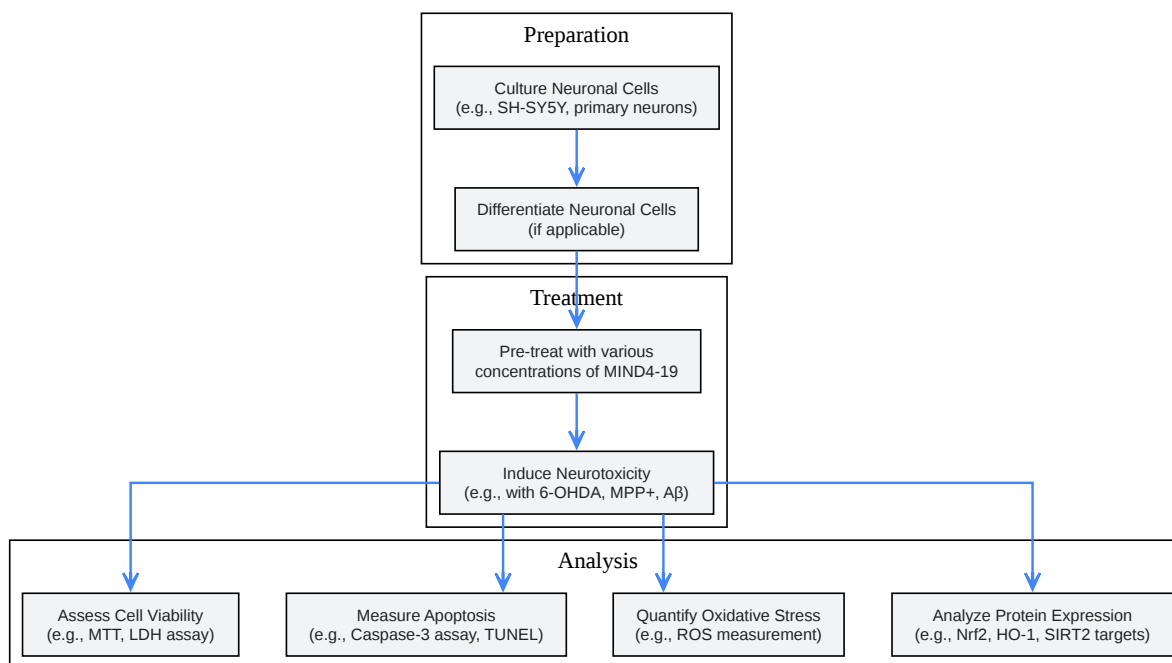 Preparation
Culture Neuronal Cells
(e.g., SH-SY5Y, primary neurons)
Differentiate Neuronal Cells
(if applicable)
Treatment
Pre-treat with various
concentrations of MIND4-19
Induce Neurotoxicity
(e.g., with 6-OHDA, MPP+, Aβ)
Analysis
Assess Cell Viability
(e.g., MTT, LDH assay)
Measure Apoptosis
(e.g., Caspase-3 assay, TUNEL)
Quantify Oxidative Stress
(e.g., ROS measurement)
Analyze Protein Expression
(e.g., Nrf2, HO-1, SIRT2 targets)